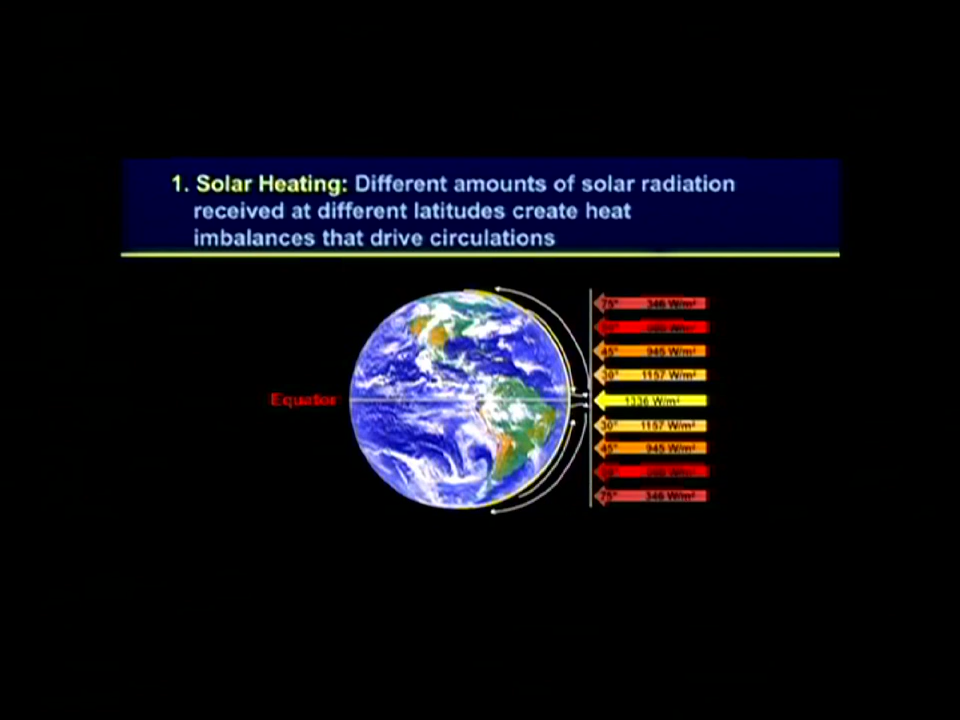 1. Solar Heating: Different amounts of solar radiation
received at different latitudes create heat
imbalances that drive circulations
75° 346 W/m²
945 W/m²
45°
30° 1157 W/m²
Equator 1336 W/m²
30° 1157 W/m²
45° 945 W/m²
75° 346 W/m²